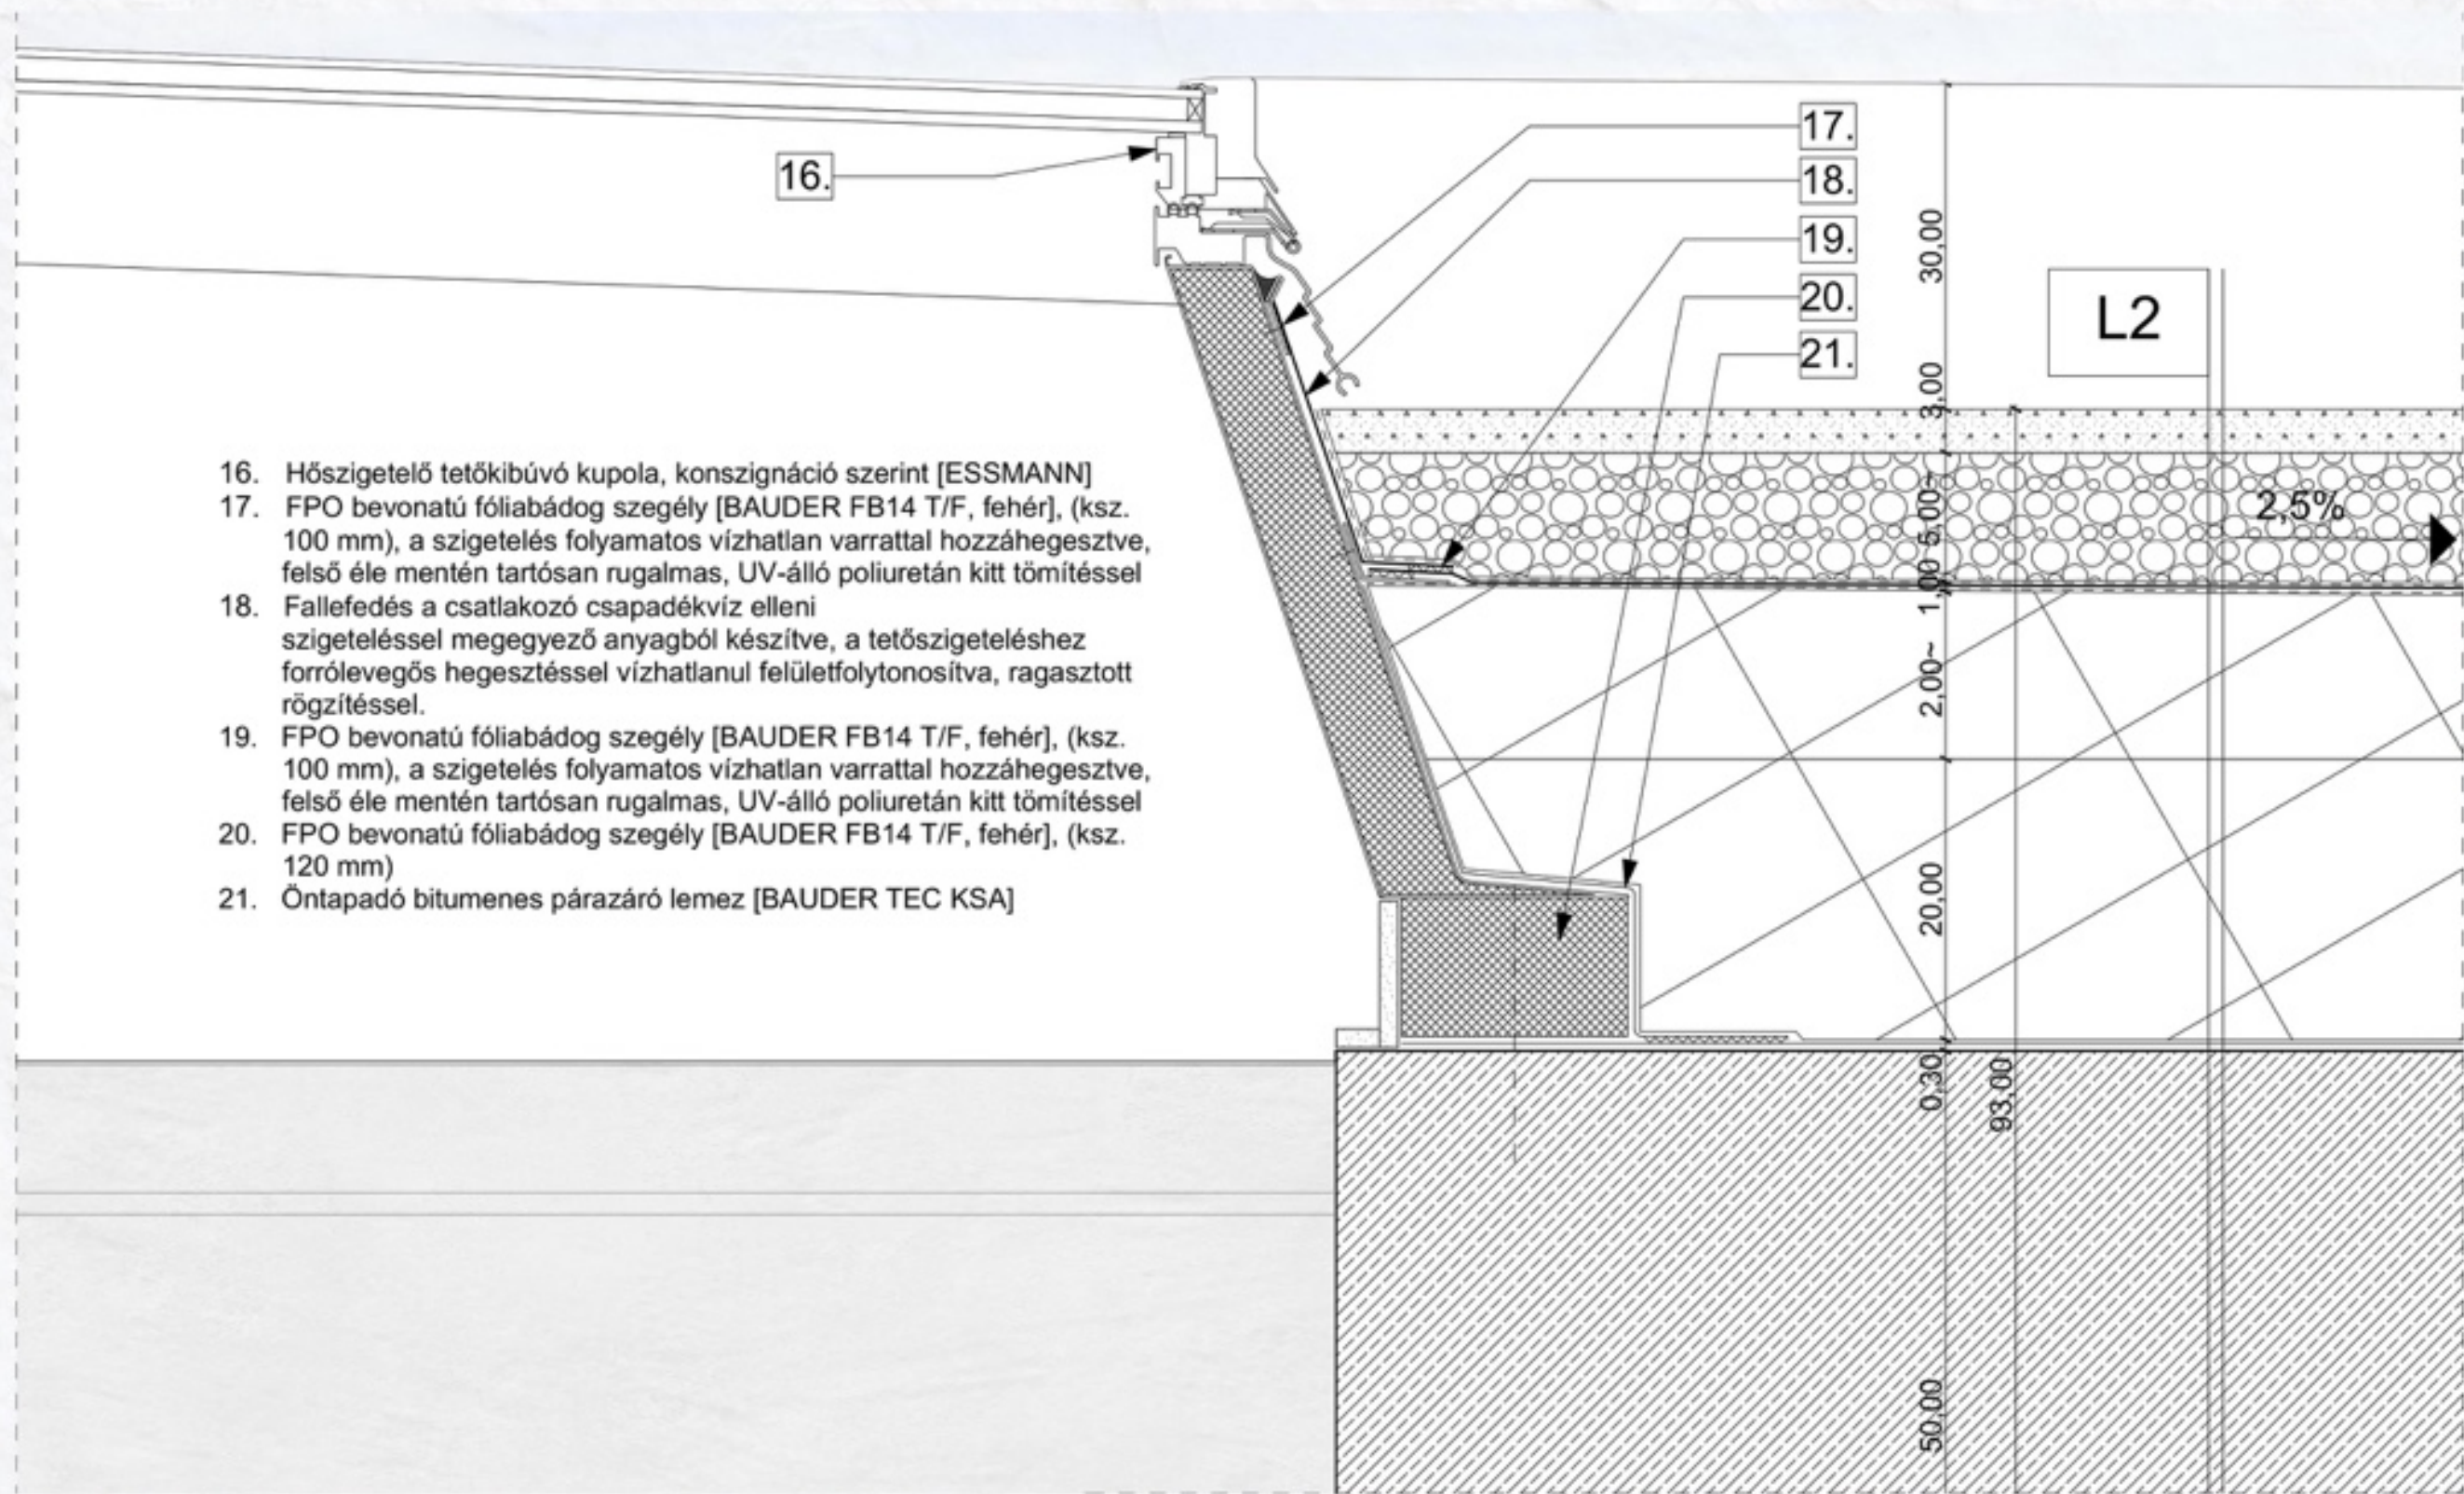 16.
17.
18.
19.
20.
21.
L2
2,5%
30,00
3,00
5,00~
1,00
2,00~
20,00
0,30
93,00
50,00
16. Hőszigetelő tetőkibúvó kupola, konszignáció szerint [ESSMANN]
17. FPO bevonatú fóliabádog szegély [BAUDER FB14 T/F, fehér], (ksz.
100 mm), a szigetelés folyamatos vízhatlan varrattal hozzáhegesztve,
felső éle mentén tartósan rugalmas, UV-álló poliuretán kitt tömítéssel
18. Fallefedés a csatlakozó csapadékvíz elleni
szigeteléssel megegyező anyagból készítve, a tetőszigeteléshez
forrólevegős hegesztéssel vízhatlanul felületfolytonosítva, ragasztott
rögzítéssel.
19. FPO bevonatú fóliabádog szegély [BAUDER FB14 T/F, fehér], (ksz.
100 mm), a szigetelés folyamatos vízhatlan varrattal hozzáhegesztve,
felső éle mentén tartósan rugalmas, UV-álló poliuretán kitt tömítéssel
20. FPO bevonatú fóliabádog szegély [BAUDER FB14 T/F, fehér], (ksz.
120 mm)
21. Öntapadó bitumenes párazáró lemez [BAUDER TEC KSA]